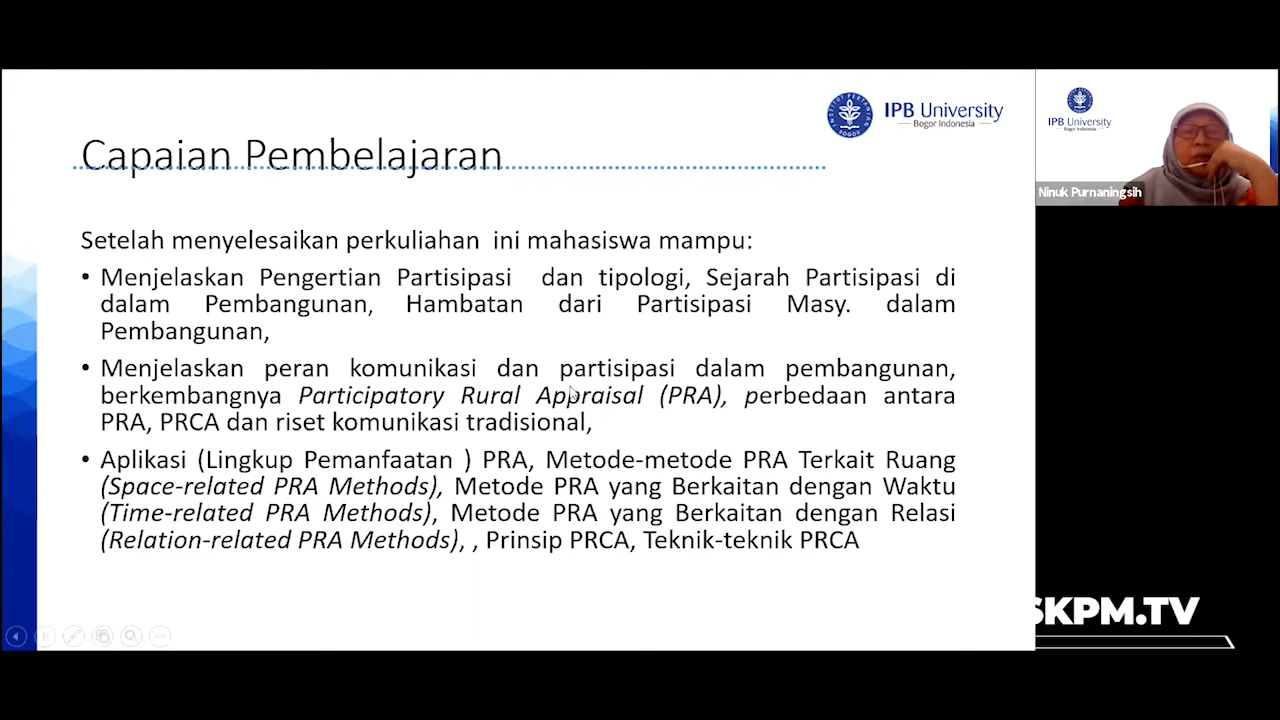 IPB University
Bogor Indonesia
Capaian Pembelajaran
Setelah menyelesaikan perkuliahan ini mahasiswa mampu:
• Menjelaskan Pengertian Partisipasi dan tipologi, Sejarah Partisipasi di
dalam Pembangunan, Hambatan dari Partisipasi Masy. dalam
Pembangunan,
• Menjelaskan peran komunikasi dan partisipasi dalam pembangunan,
berkembangnya Participatory Rural Appraisal (PRA), perbedaan antara
PRA, PRCA dan riset komunikasi tradisional,
• Aplikasi (Lingkup Pemanfaatan ) PRA, Metode-metode PRA Terkait Ruang
(Space-related PRA Methods), Metode PRA yang Berkaitan dengan Waktu
(Time-related PRA Methods), Metode PRA yang Berkaitan dengan Relasi
(Relation-related PRA Methods), , Prinsip PRCA, Teknik-teknik PRCA
IPB University
Bogor Indonesia
Ninuk Purnaningsih
SKPM.TV